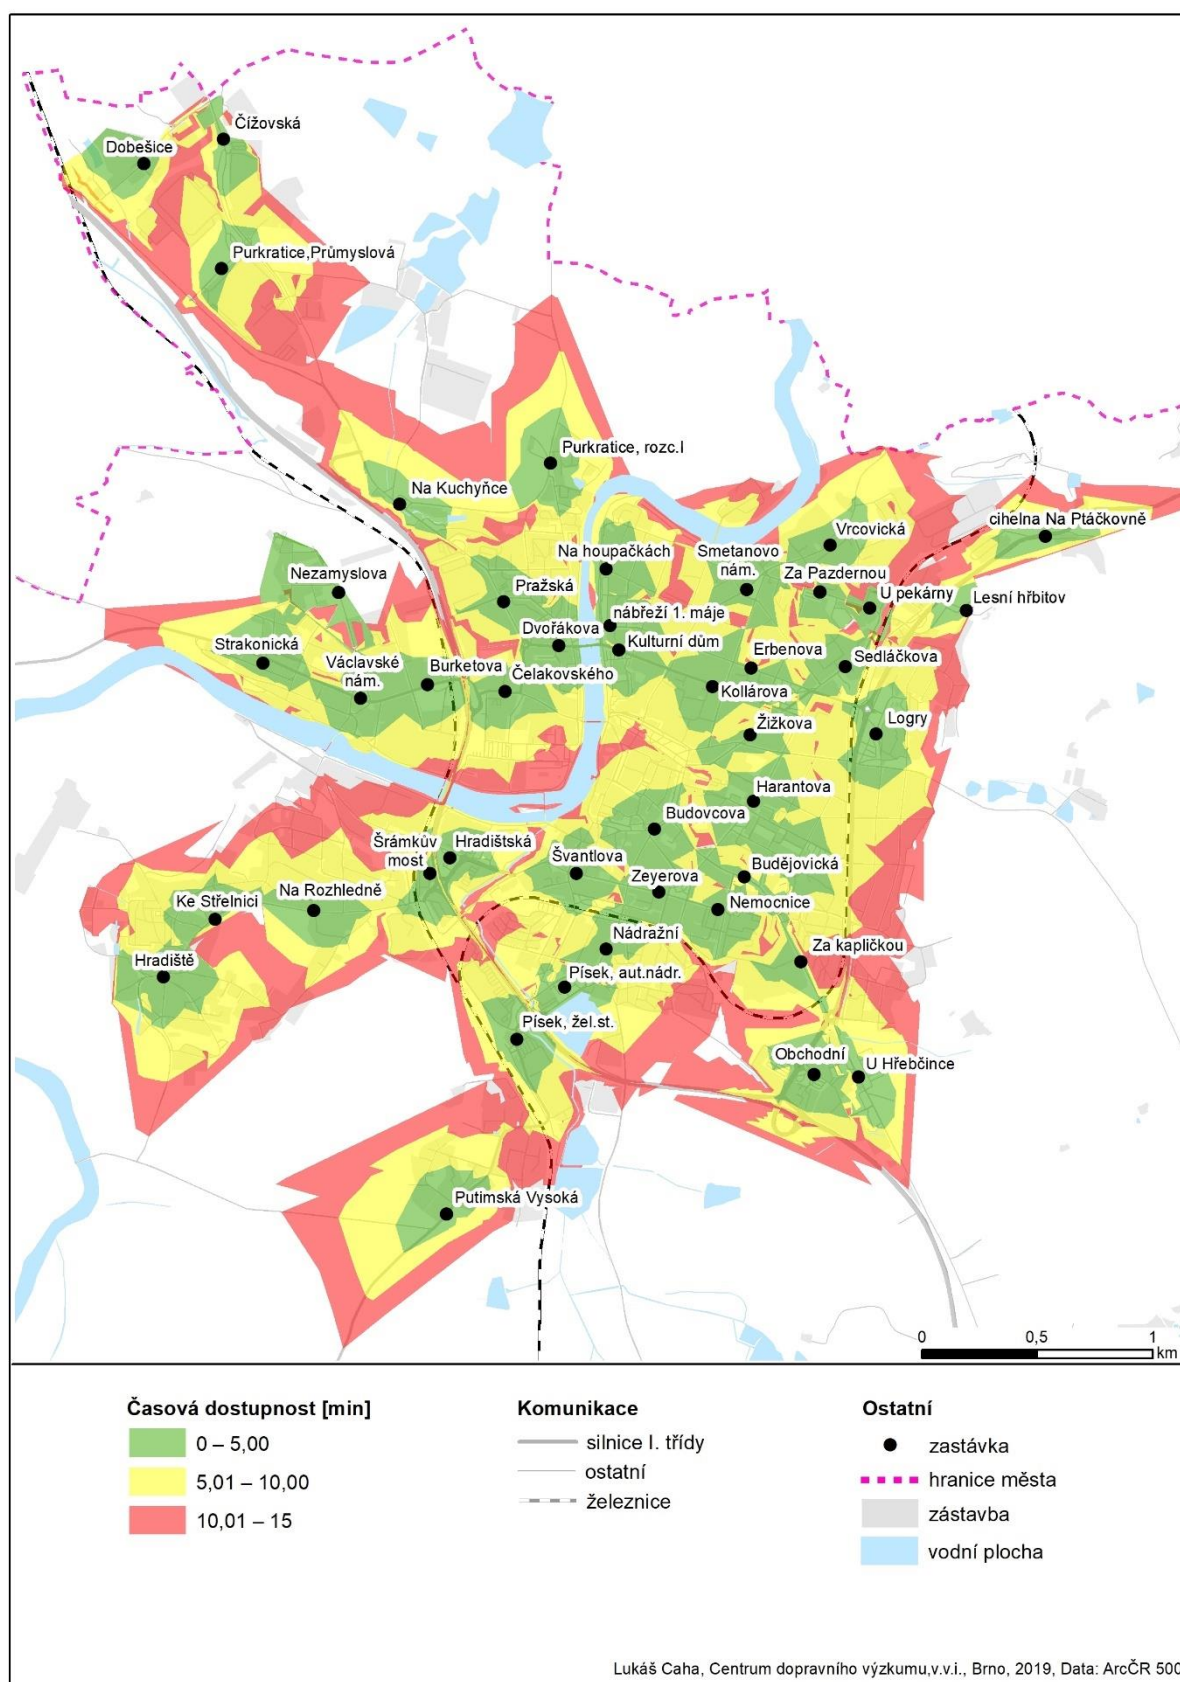 Čížovská
Dobešice
Purkratice,Průmyslová
Purkratice, rozc.I
Na Kuchyňce
cihelna Na Ptáčkovně
Vrcovická
Na houpačkách
Smetanovo
nám.
Nezamyslova
Pražská
Za Pazdernou
U pekárny
Lesní hřbitov
nábřeží 1. máje
Dvořákova
Kulturní dům
Strakonická
Erbenova
Sedláčkova
Václavské
nám.
Burketova
Čelakovského
Kollárova
Žižkova
Logry
Harantova
Budovcova
Šrámkův
most
Hradištská
Švantlova
Budějovická
Zeyerova
Ke Střelnici
Na Rozhledně
Nemocnice
Nádražní
Za kapličkou
Hradiště
Písek, aut.nádr.
Písek, žel.st.
Obchodní
U Hřebčince
Putimská Vysoká
0 0,5 1
km
Časová dostupnost [min]
0 – 5,00
5,01 – 10,00
10,01 – 15
Komunikace
silnice I. třídy
ostatní
železnice
Ostatní
zastávka
hranice města
zástavba
vodní plocha
Lukáš Caha, Centrum dopravního výzkumu,v.v.i., Brno, 2019, Data: ArcČR 500